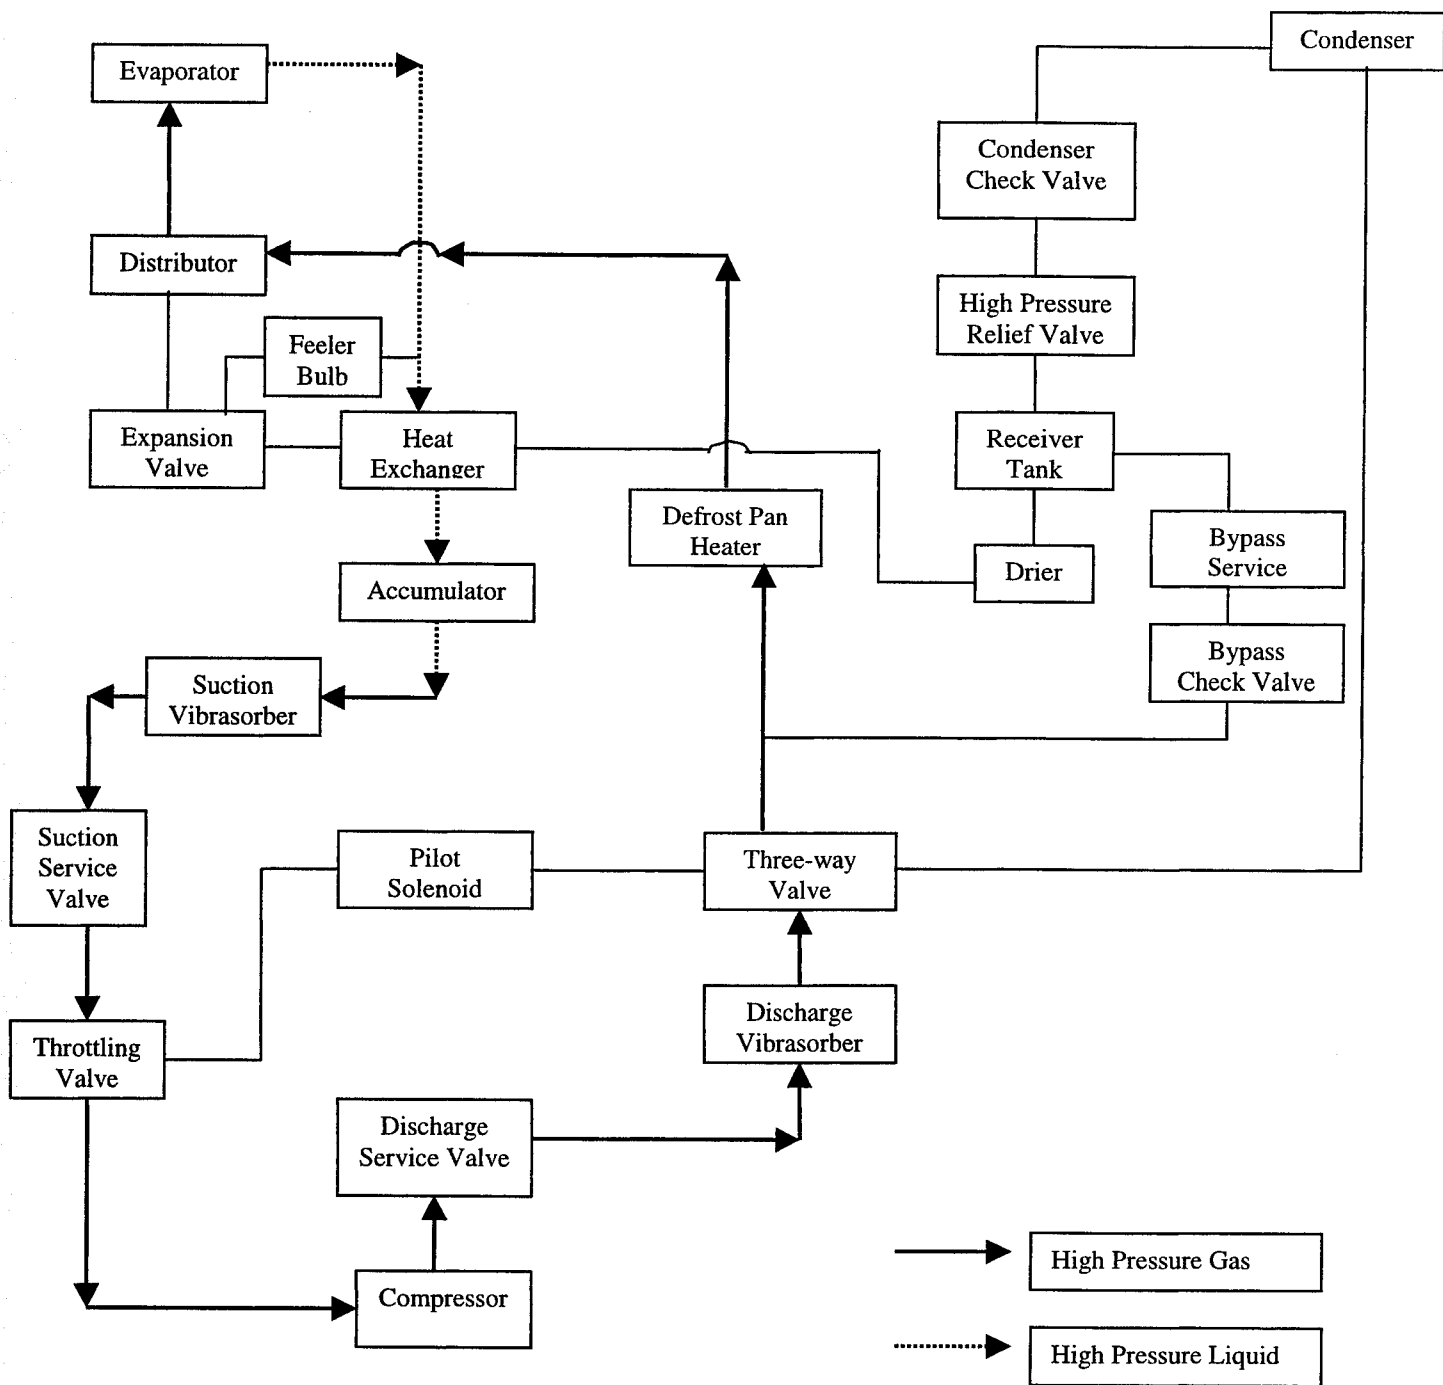 Condenser
Evaporator
Condenser
Check Valve
Distributor
High Pressure
Relief Valve
Feeler
Bulb
Expansion
Valve
Heat
Exchanger
Receiver
Tank
Defrost Pan
Heater
Bypass
Service
Drier
Accumulator
Bypass
Check Valve
Suction
Vibrasorber
Suction
Service
Valve
Pilot
Solenoid
Three-way
Valve
Discharge
Vibrasorber
Throttling
Valve
Discharge
Service Valve
High Pressure Gas
Compressor
High Pressure Liquid